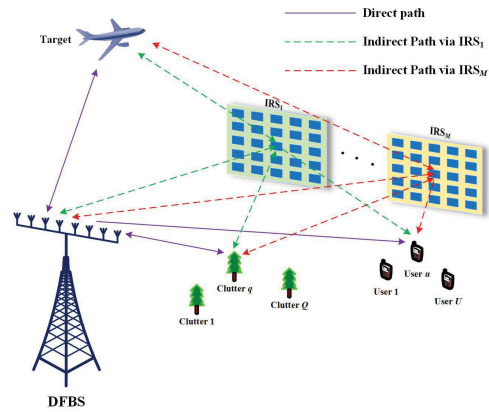 Direct path
Indirect Path via IRS₁
Indirect Path via IRSM
Target
IRS₁
IRSM
Clutter q
User u
Clutter Q
User 1
User U
Clutter 1
DFBS